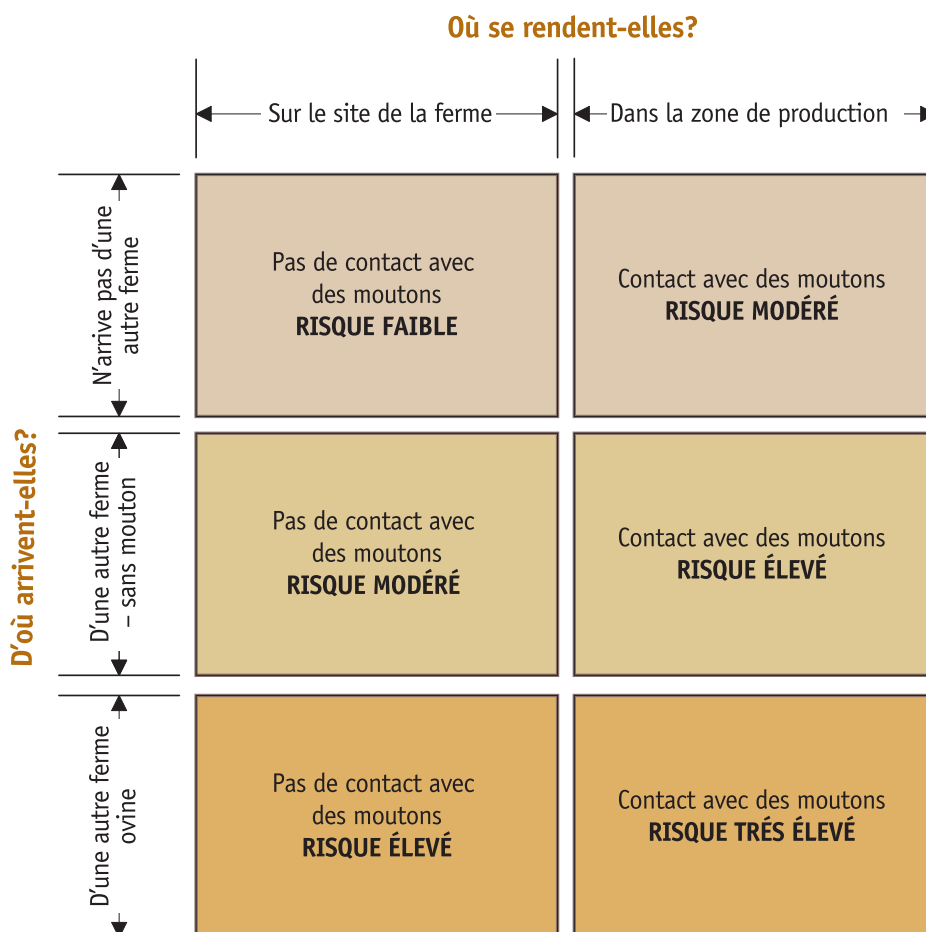 Où se rendent-elles?
Sur le site de la ferme
Dans la zone de production
D'où arrivent-elles?
N'arrive pas d'une
autre ferme
Pas de contact avec
des moutons
RISQUE FAIBLE
Contact avec des moutons
RISQUE MODÉRÉ
D'une autre ferme
– sans mouton
Pas de contact avec
des moutons
RISQUE MODÉRÉ
Contact avec des moutons
RISQUE ÉLEVÉ
D'une autre ferme
ovine
Pas de contact avec
des moutons
RISQUE ÉLEVÉ
Contact avec des moutons
RISQUE TRÉS ÉLEVÉ